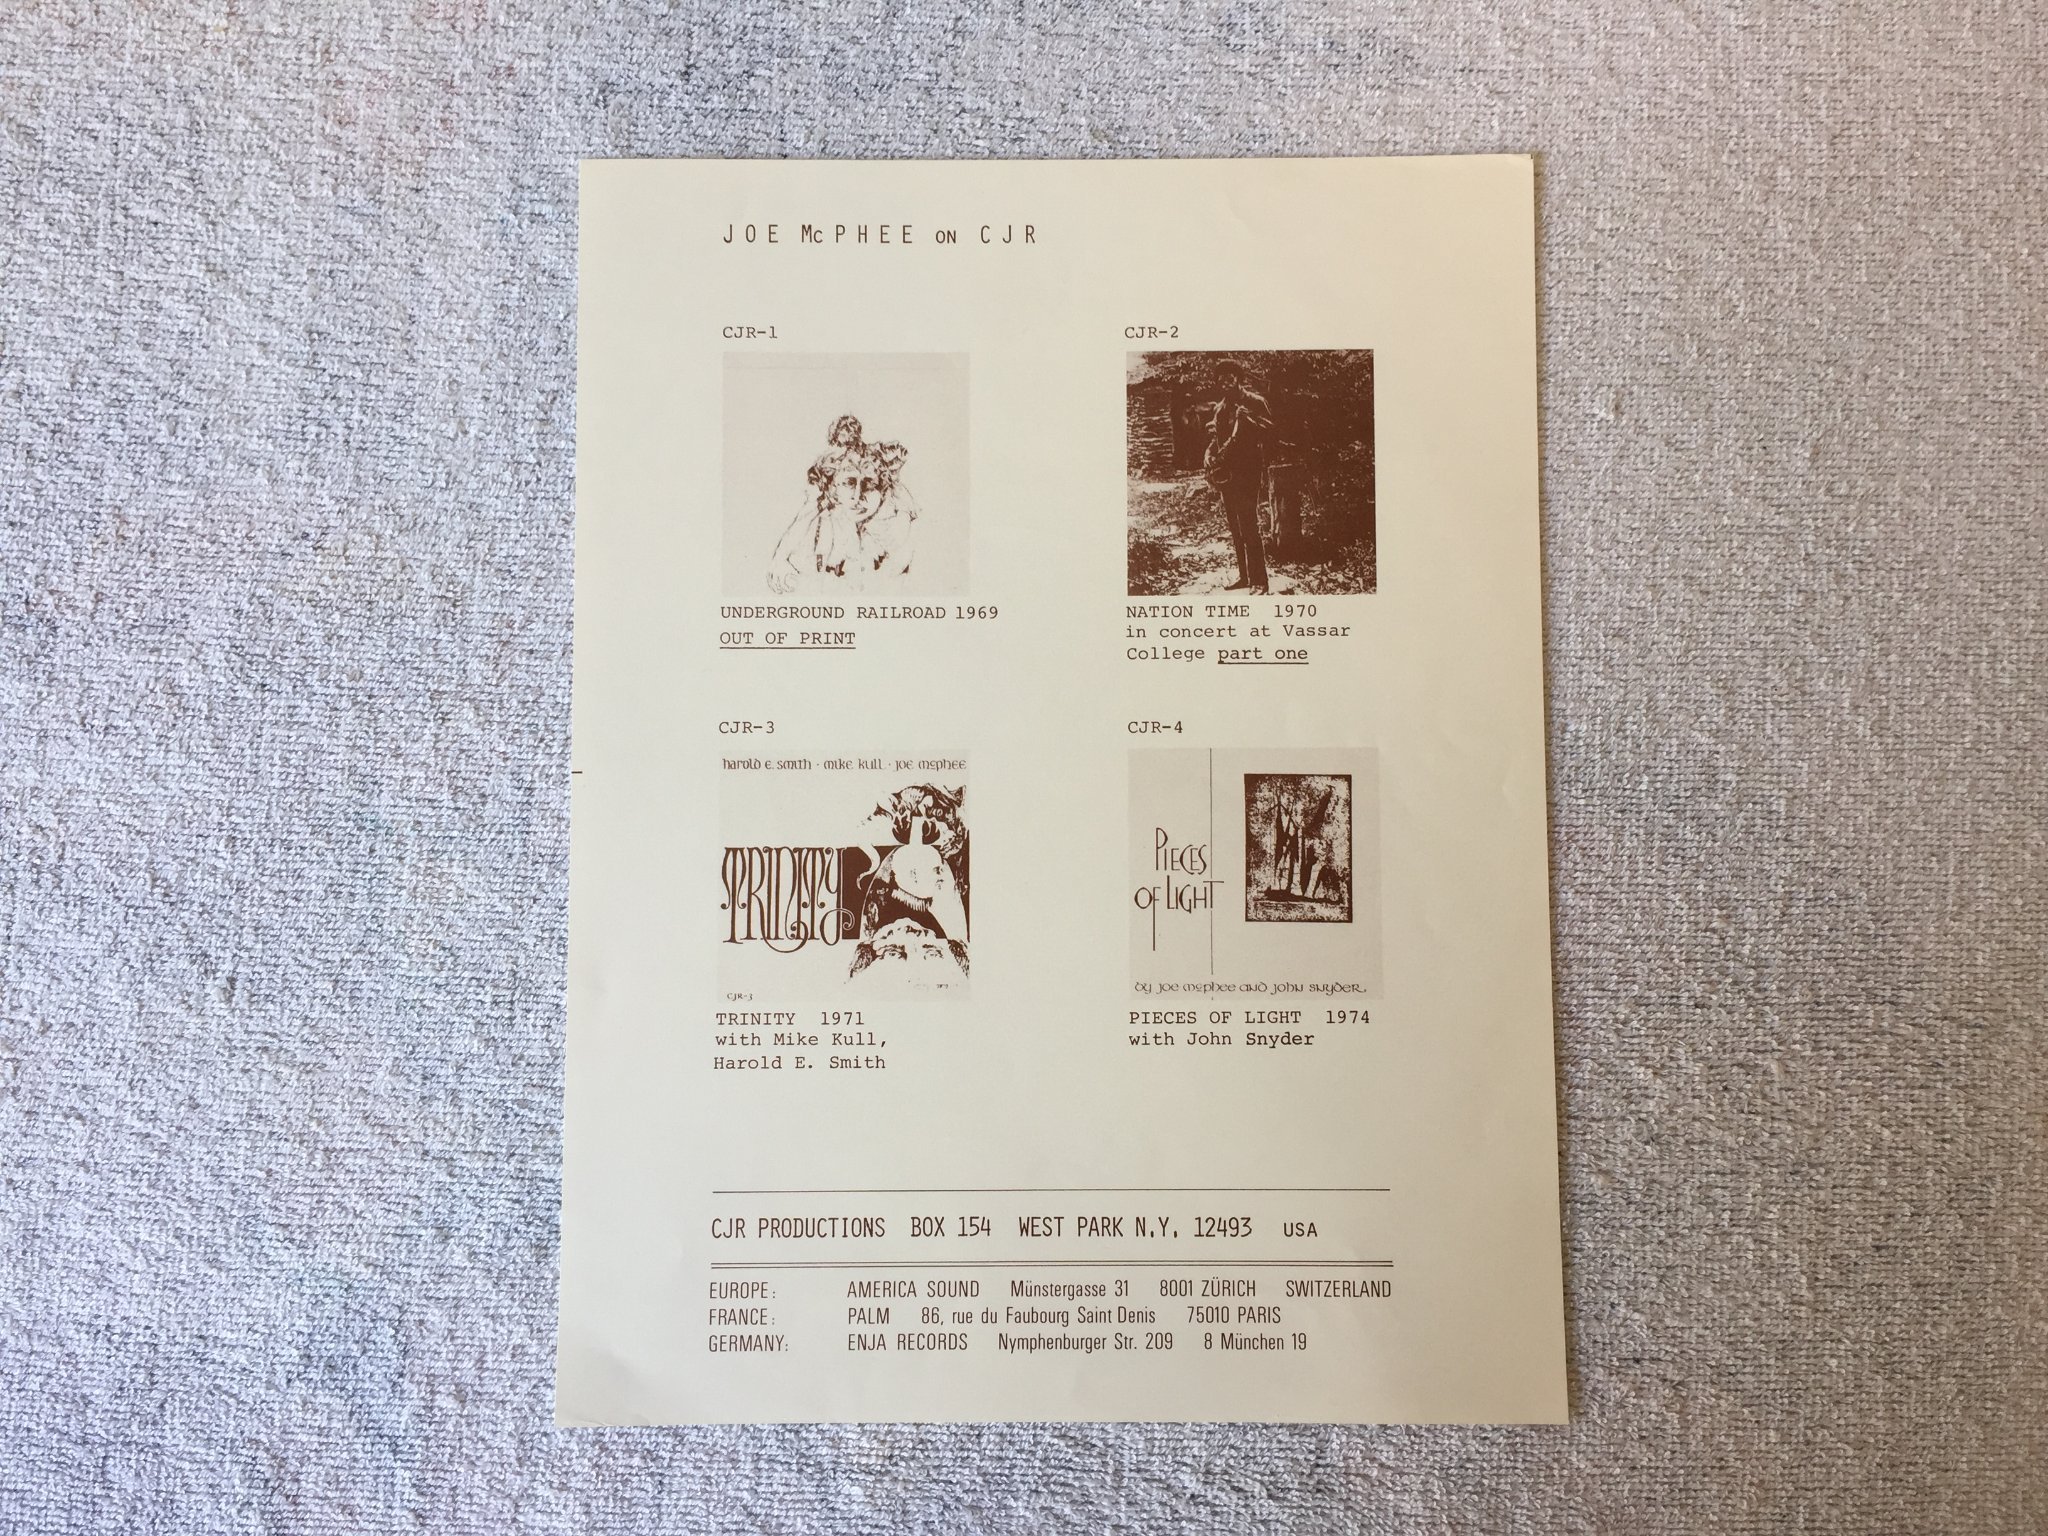 JOE McPHEE ON CJR
CJR-1
UNDERGROUND RAILROAD 1969
OUT OF PRINT
CJR-2
NATION TIME 1970
in concert at Vassar
College part one
CJR-3
harold e. smith · mike kull · joe mcphee
TRINITY
CJR-3
TRINITY 1971
with Mike Kull,
Harold E. Smith
CJR-4
PIECES
OF LIGHT
by joe mcphee and john snyder
PIECES OF LIGHT 1974
with John Snyder
CJR PRODUCTIONS BOX 154 WEST PARK N.Y. 12493 USA
EUROPE: AMERICA SOUND Münstergasse 31 8001 ZÜRICH SWITZERLAND
FRANCE: PALM 86, rue du Faubourg Saint Denis 75010 PARIS
GERMANY: ENJA RECORDS Nymphenburger Str. 209 8 München 19